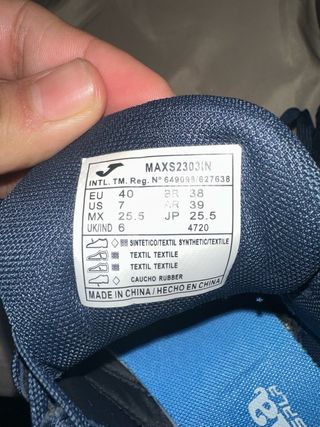 MAXS2303IN
INTL. T.M. Reg. Nº 649098/627638
EU 40 BR 38
US 7 AR 39
MX 25.5 JP 25.5
UK/IND 6 4720
SINTETICO/TEXTIL SYNTHETIC/TEXTILE
TEXTIL TEXTILE
TEXTIL TEXTILE
CAUCHO RUBBER
MADE IN CHINA / HECHO EN CHINA